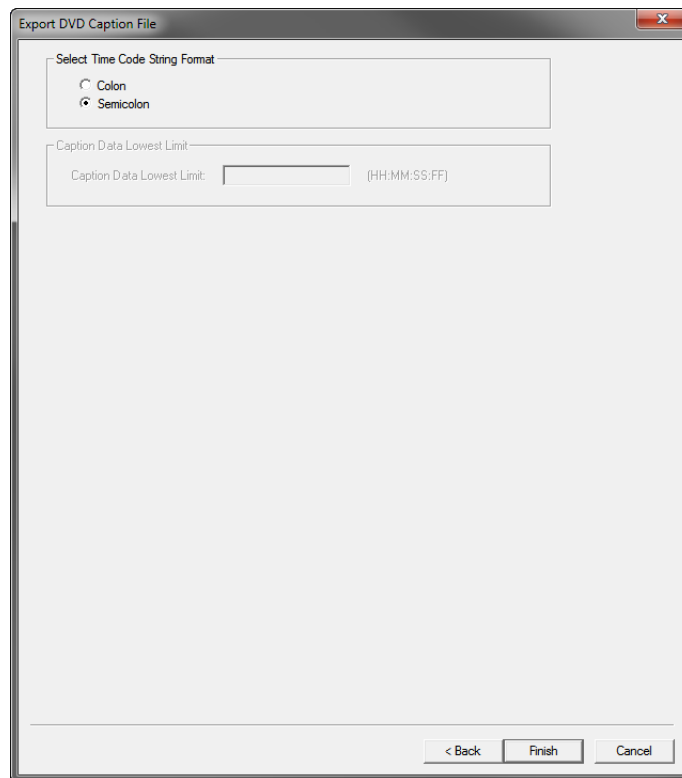 Export DVD Caption File
Select Time Code String Format
Colon
Semicolon
Caption Data Lowest Limit
Caption Data Lowest Limit: (HH:MM:SS:FF)
< Back Finish Cancel